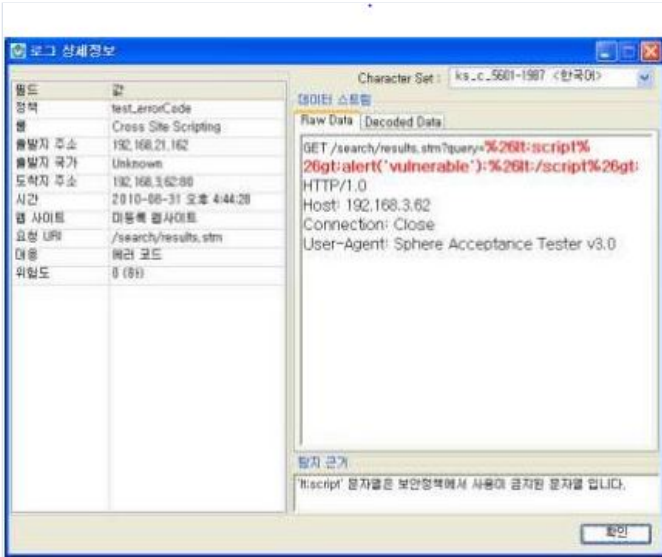 로그 상세정보
Character Set : ks_c_5601-1987 <한국어>
필드 값
정책 test_errorCode
룰 Cross Site Scripting
출발지 주소 192.168.21.162
출발지 국가 Unknown
도착지 주소 192.168.3.62:80
시간 2010-08-31 오후 4:44:28
웹 사이트 미등록 웹사이트
요청 URI /search/results.stm
대응 에러 코드
위험도 0 (하)
데이터 스트림
Raw Data Decoded Data
GET /search/results.stm?query=%26lt;script%
26gt;alert('vulnerable');%26lt;/script%26gt;
HTTP/1.0
Host: 192.168.3.62
Connection: Close
User-Agent: Sphere Acceptance Tester v3.0
탐지 근거
'lt;script' 문자열은 보안정책에서 사용이 금지된 문자열 입니다.
확인